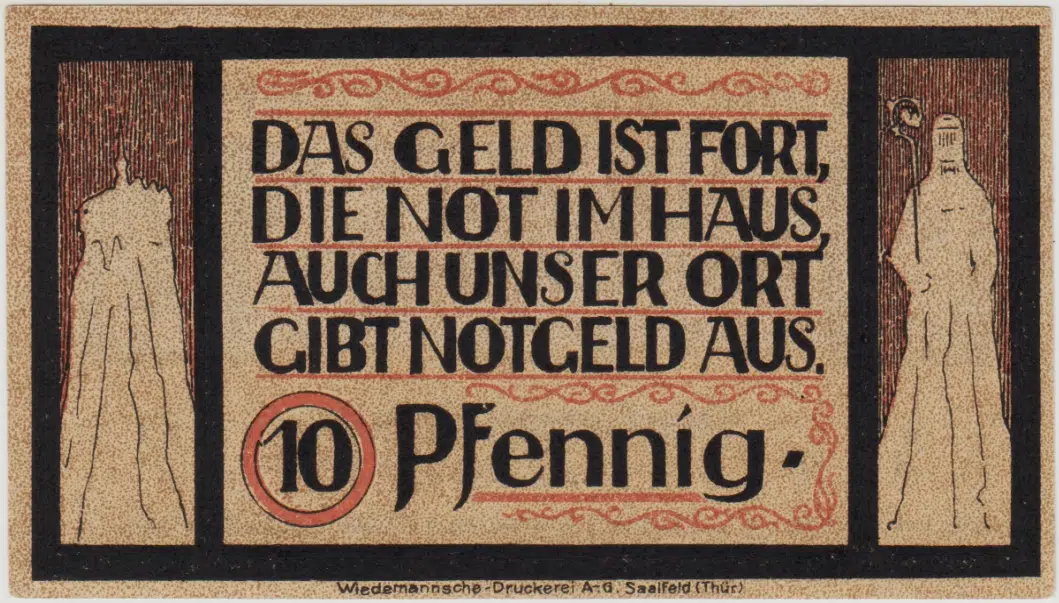 DAS GELD IST FORT,
DIE NOT IM HAUS,
AUCH UNSER ORT
GIBT NOTGELD AUS.
10 Pfennig.
Wiedemannsche-Druckerei A-G. Saalfeld (Thür)